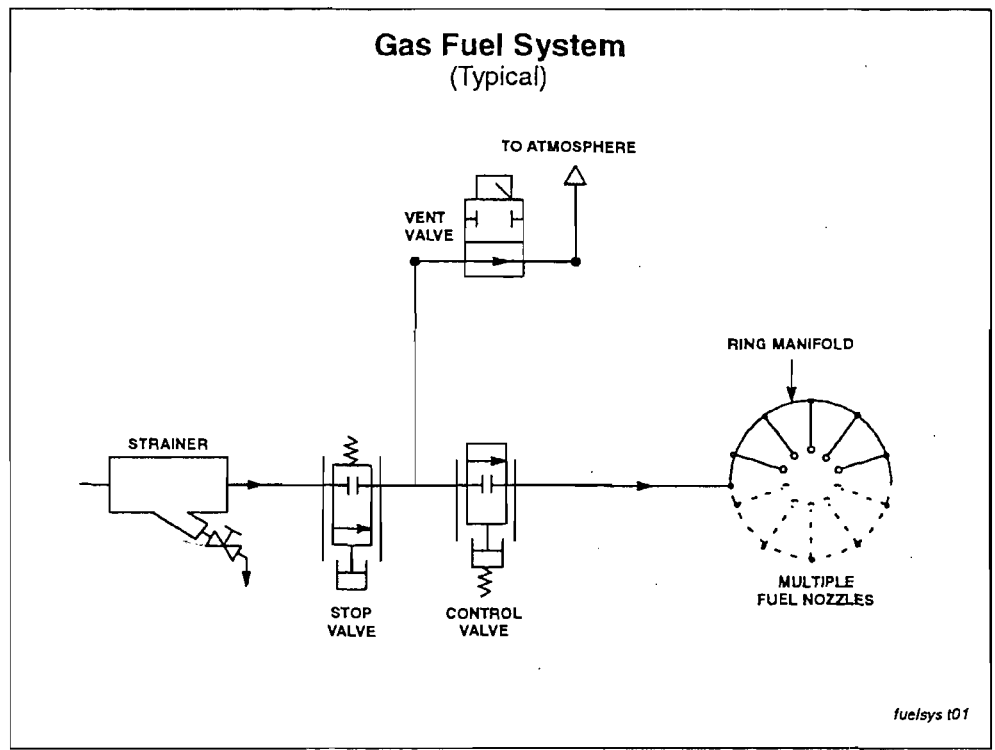 Gas Fuel System
(Typical)
TO ATMOSPHERE
VENT
VALVE
RING MANIFOLD
STRAINER
STOP
VALVE
CONTROL
VALVE
MULTIPLE
FUEL NOZZLES
fuelsys t01